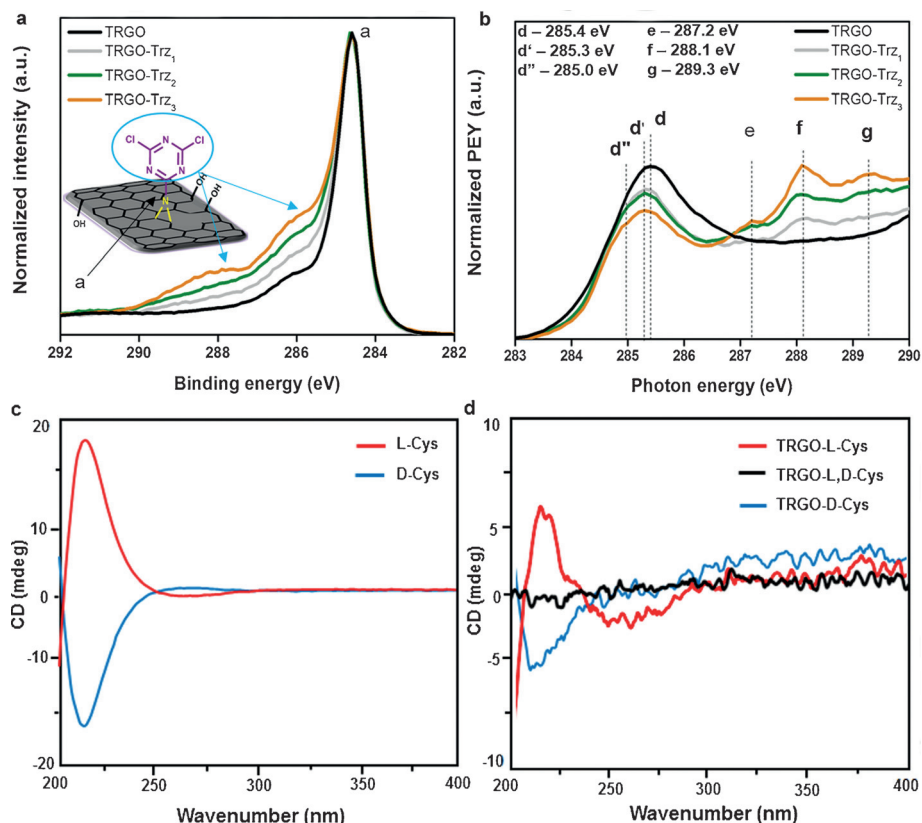 a
Normalized intensity (a.u.)
TRGO
TRGO-Trz₁
TRGO-Trz₂
TRGO-Trz₃
a
Cl N Cl
N N
N
OH
OH
OH
a
292 290 288 286 284 282
Binding energy (eV)
b
Normalized PEY (a.u.)
d – 285.4 eV e – 287.2 eV
d' – 285.3 eV f – 288.1 eV
d" – 285.0 eV g – 289.3 eV
TRGO
TRGO-Trz₁
TRGO-Trz₂
TRGO-Trz₃
d" d' d e f g
283 284 285 286 287 288 289 290
Photon energy (eV)
c
CD (mdeg)
20
10
0
-10
-20
L-Cys
D-Cys
200 250 300 350 400
Wavenumber (nm)
d
CD (mdeg)
10
5
0
-5
-10
TRGO-L-Cys
TRGO-L,D-Cys
TRGO-D-Cys
200 250 300 350 400
Wavenumber (nm)